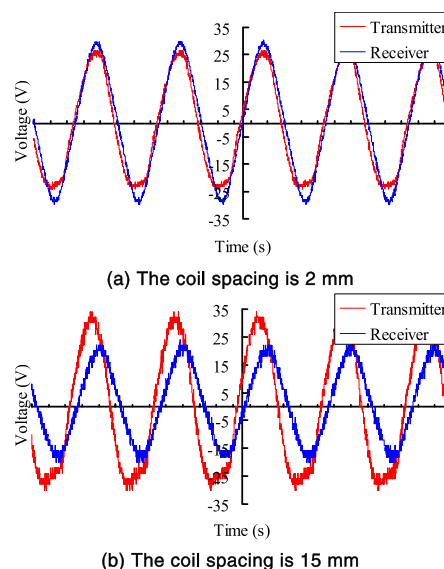 35
25
15
5
-5
-15
-25
-35
Voltage (V)
Transmitter
Receiver
Time (s)
(a) The coil spacing is 2 mm
35
25
15
5
-5
-15
-25
-35
Voltage (V)
Transmitter
Receiver
Time (s)
(b) The coil spacing is 15 mm